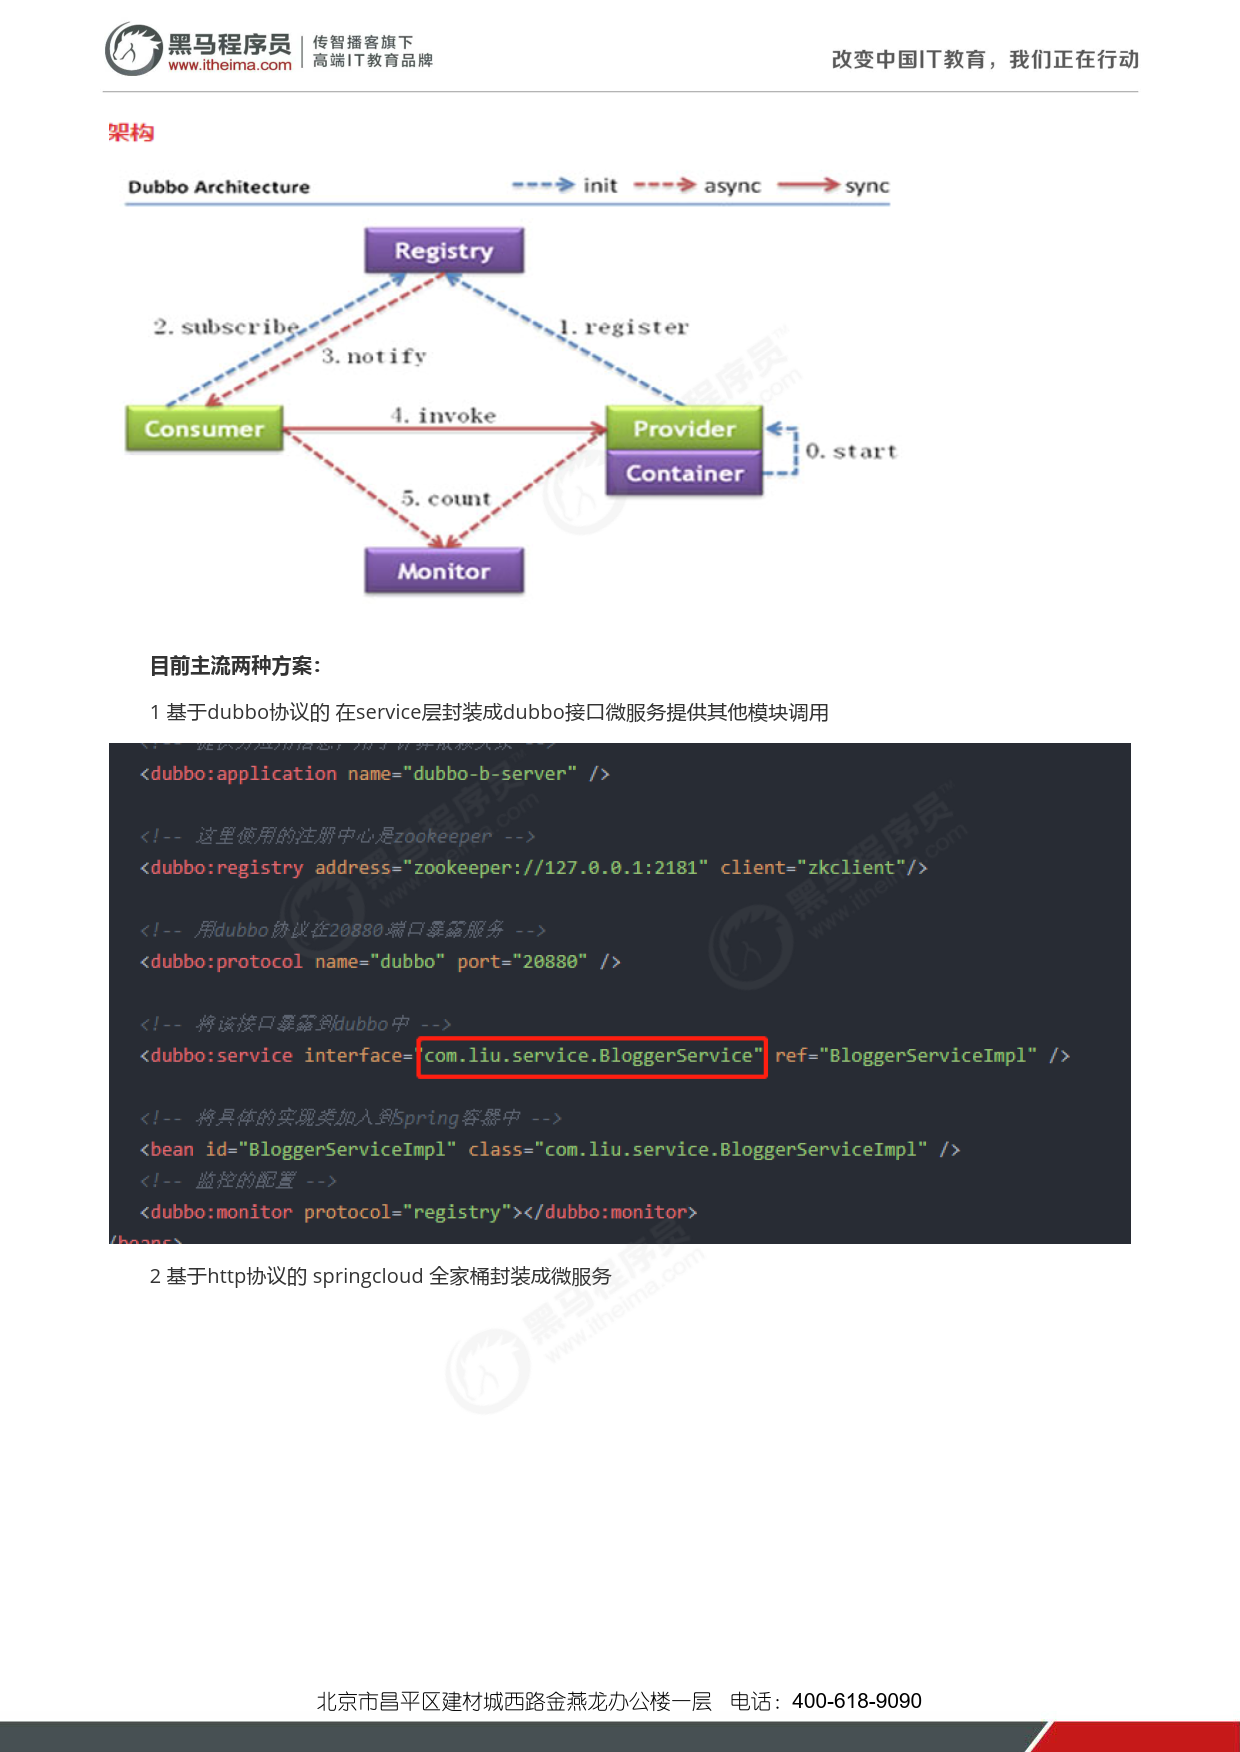 黑马程序员
www.itheima.com
传智播客旗下
高端IT教育品牌
改变中国IT教育，我们正在行动
架构
Dubbo Architecture
init
async
sync
Registry
2. subscribe
1. register
3. notify
4. invoke
Consumer
Provider
Container
0. start
5. count
Monitor
目前主流两种方案：
1 基于dubbo协议的 在service层封装成dubbo接口微服务提供其他模块调用
<dubbo:application name="dubbo-b-server" />
<!-- 这里使用的注册中心是zookeeper -->
<dubbo:registry address="zookeeper://127.0.0.1:2181" client="zkclient"/>
<!-- 用dubbo协议在20880端口暴露服务 -->
<dubbo:protocol name="dubbo" port="20880" />
<!-- 将该接口暴露到dubbo中 -->
<dubbo:service interface="com.liu.service.BloggerService" ref="BloggerServiceImpl" />
<!-- 将具体的实现类加入到Spring容器中 -->
<bean id="BloggerServiceImpl" class="com.liu.service.BloggerServiceImpl" />
<!-- 监控的配置 -->
<dubbo:monitor protocol="registry"></dubbo:monitor>
/beans>
2 基于http协议的 springcloud 全家桶封装成微服务
北京市昌平区建材城西路金燕龙办公楼一层 电话：400-618-9090